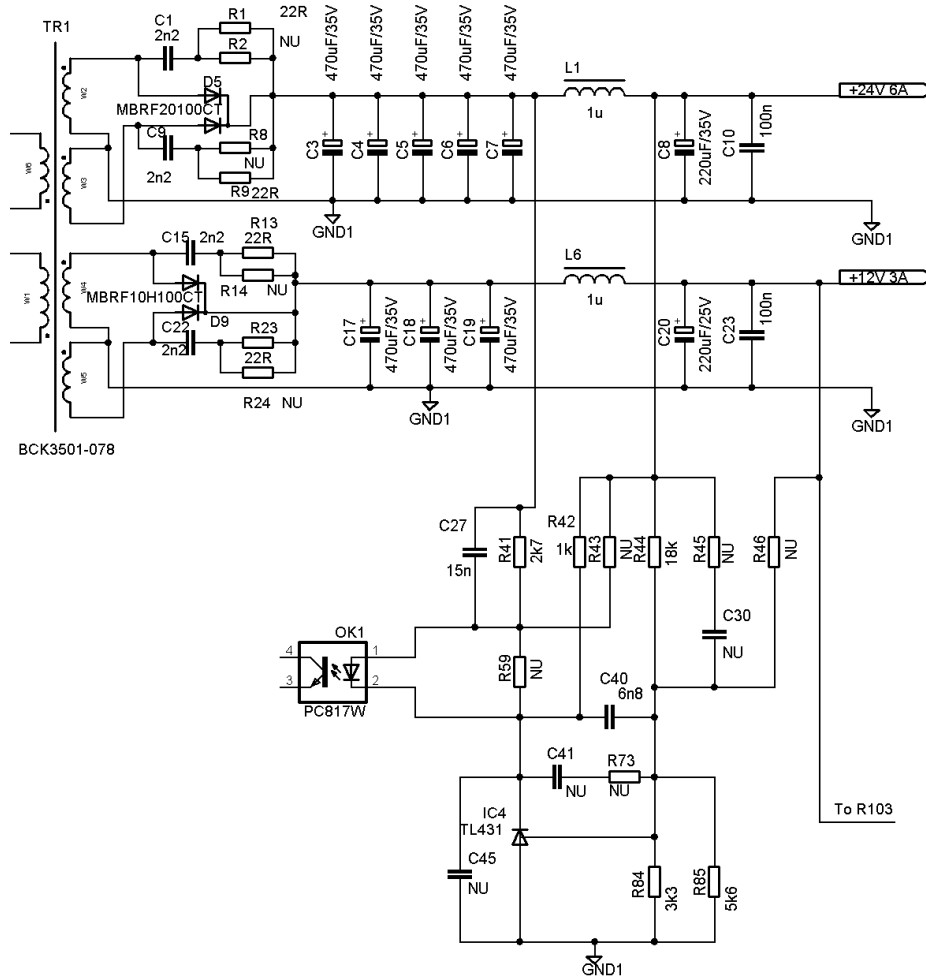 TR1
C1
2n2
R1
22R
R2
NU
W2
D5
MBRF20100CT
C9
2n2
R8
NU
R9
22R
W6
W3
470uF/35V
470uF/35V
470uF/35V
470uF/35V
470uF/35V
C3
C4
C5
C6
C7
L1
1u
C8
220uF/35V
C10
100n
+24V 6A
GND1
GND1
C15
2n2
R13
22R
R14
NU
W1
W4
MBRF10H100CT
D9
C22
2n2
R23
22R
R24
NU
W5
C17
470uF/35V
C18
470uF/35V
C19
470uF/35V
L6
1u
C20
220uF/25V
C23
100n
+12V 3A
GND1
GND1
BCK3501-078
C27
15n
R41
2k7
R42
1k
R43
NU
R44
18k
R45
NU
R46
NU
C30
NU
OK1
4
1
3
2
PC817W
R59
NU
C40
6n8
C41
NU
R73
NU
IC4
TL431
C45
NU
R84
3k3
R85
5k6
To R103
GND1